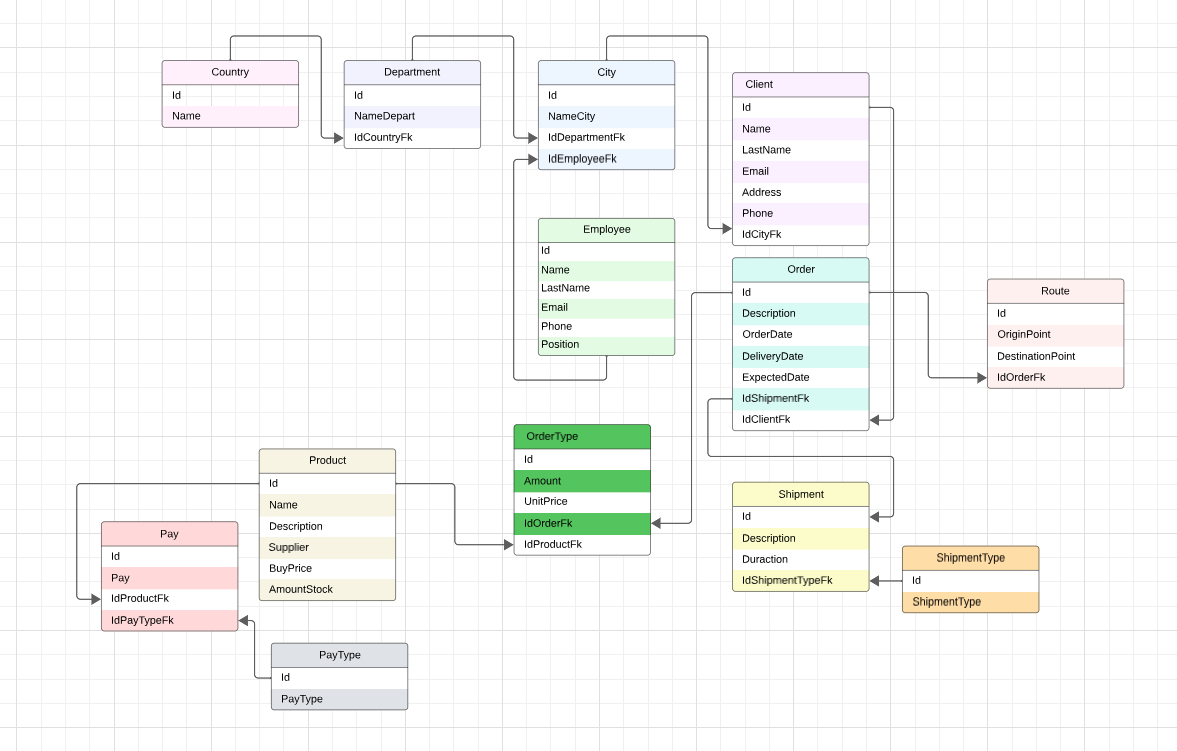 Country
Id
Name
Department
Id
NameDepart
IdCountryFk
City
Id
NameCity
IdDepartmentFk
IdEmployeeFk
Client
Id
Name
LastName
Email
Address
Phone
IdCityFk
Employee
Id
Name
LastName
Email
Phone
Position
Order
Id
Description
OrderDate
DeliveryDate
ExpectedDate
IdShipmentFk
IdClientFk
Route
Id
OriginPoint
DestinationPoint
IdOrderFk
OrderType
Id
Amount
UnitPrice
IdOrderFk
IdProductFk
Product
Id
Name
Description
Supplier
BuyPrice
AmountStock
Pay
Id
Pay
IdProductFk
IdPayTypeFk
Shipment
Id
Description
Duraction
IdShipmentTypeFk
ShipmentType
Id
ShipmentType
PayType
Id
PayType